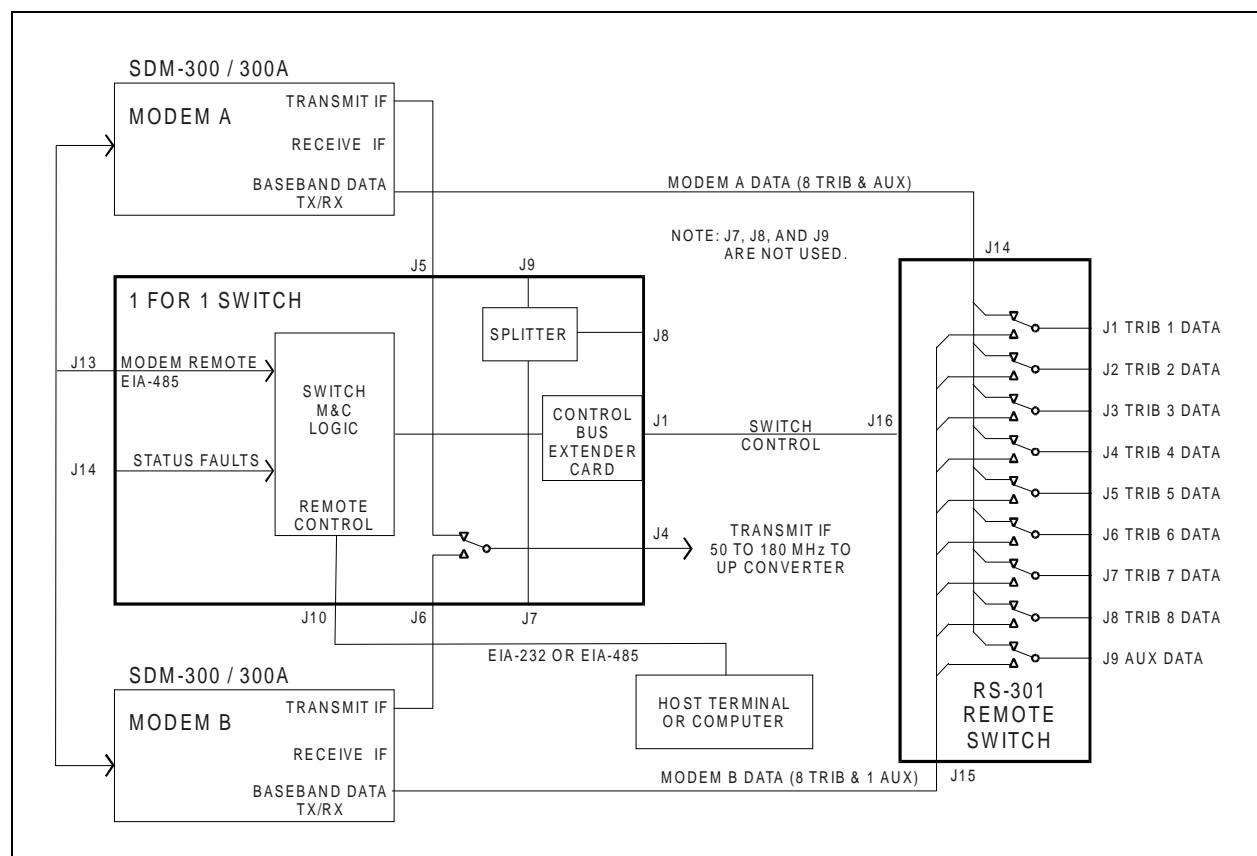 SDM-300 / 300A
MODEM A
TRANSMIT IF
RECEIVE IF
BASEBAND DATA
TX/RX
MODEM A DATA (8 TRIB & AUX)
NOTE: J7, J8, AND J9
ARE NOT USED.
J5
J9
J14
1 FOR 1 SWITCH
SPLITTER
J8
J13
MODEM REMOTE
EIA-485
SWITCH
M&C
LOGIC
CONTROL
BUS
EXTENDER
CARD
J1
SWITCH
CONTROL
J16
J14
STATUS FAULTS
REMOTE
CONTROL
J4
TRANSMIT IF
50 TO 180 MHz TO
UP CONVERTER
J10
J6
J7
EIA-232 OR EIA-485
HOST TERMINAL
OR COMPUTER
J1 TRIB 1 DATA
J2 TRIB 2 DATA
J3 TRIB 3 DATA
J4 TRIB 4 DATA
J5 TRIB 5 DATA
J6 TRIB 6 DATA
J7 TRIB 7 DATA
J8 TRIB 8 DATA
J9 AUX DATA
RS-301
REMOTE
SWITCH
J15
SDM-300 / 300A
MODEM B
TRANSMIT IF
RECEIVE IF
BASEBAND DATA
TX/RX
MODEM B DATA (8 TRIB & 1 AUX)